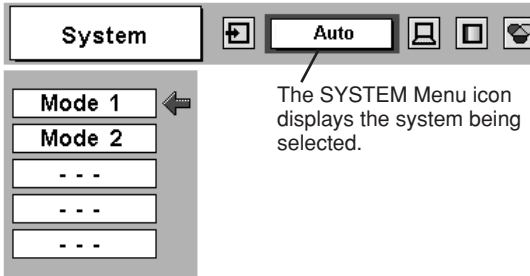 System
Auto
The SYSTEM Menu icon
displays the system being
selected.
Mode 1
Mode 2
- - -
- - -
- - -